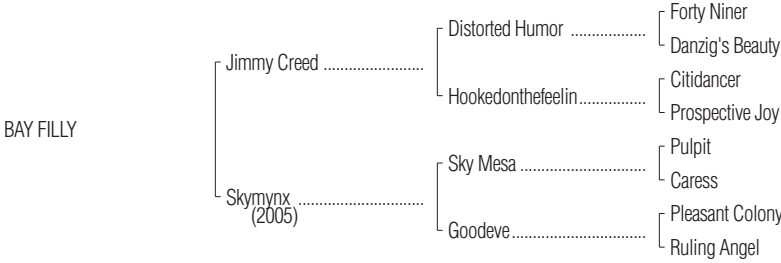 Forty Niner
Distorted Humor ..................
Danzig's Beauty
Jimmy Creed ........................
Citidancer
Hookedonthefeelin................
Prospective Joy
BAY FILLY
Pulpit
Sky Mesa ..............................
Caress
Skymynx ..............................
(2005)
Pleasant Colony
Goodeve................................
Ruling Angel